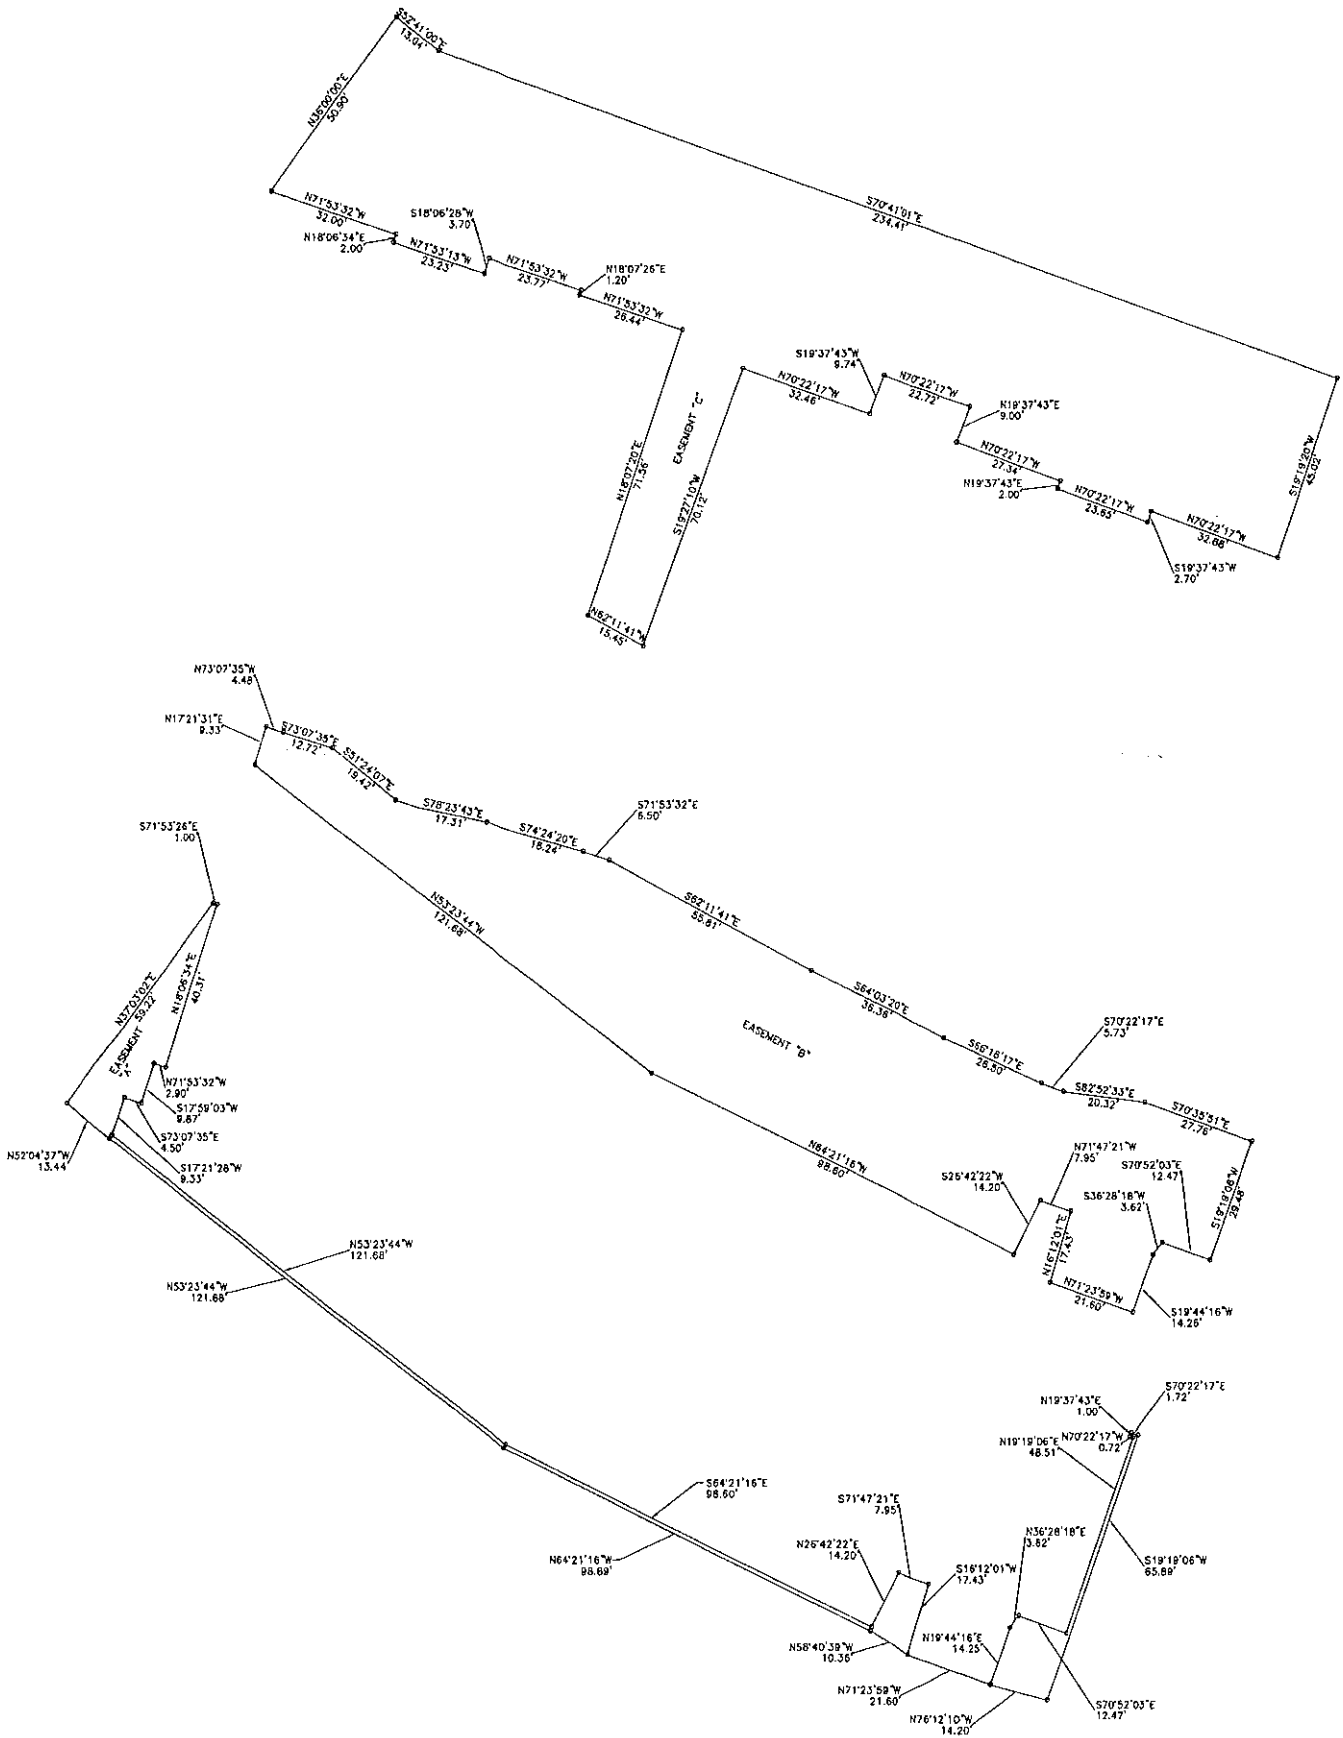 S52°41'00"E
13.04'
N36°00'00"E
50.90'
S70°41'01"E
234.41'
N71°53'32"W
32.00'
S18°06'28"W
3.70'
N18°06'34"E
2.00'
N71°53'13"W
23.23'
N71°53'32"W
23.77'
N18°07'26"E
1.20'
N71°53'32"W
26.44'
S19°37'43"W
9.74'
N70°22'17"W
32.46'
N70°22'17"W
22.72'
N19°37'43"E
9.00'
EASEMENT "C"
N18°07'20"E
71.56'
S19°27'10"W
70.12'
N70°22'17"W
27.34'
N19°37'43"E
2.00'
N70°22'17"W
23.65'
N70°22'17"W
32.88'
S19°19'20"W
45.02'
S19°37'43"W
2.70'
N62°11'41"W
15.45'
N73°07'35"W
4.48'
N17°21'31"E
9.33'
S73°07'35"E
12.72'
S51°24'07"E
19.42'
S78°23'43"E
17.31'
S74°24'20"E
18.24'
S71°53'32"E
6.50'
S71°53'26"E
1.00'
N53°23'44"W
121.68'
S62°11'41"E
55.81'
N37°03'02"E
59.22'
N18°06'34"E
40.31'
EASEMENT
"A"
S64°03'20"E
36.38'
EASEMENT "B"
S66°18'17"E
26.80'
S70°22'17"E
5.73'
S82°52'33"E
20.32'
S70°35'51"E
27.76'
N71°53'32"W
2.90'
S17°59'03"W
9.87'
S73°07'35"E
4.50'
S17°21'28"W
9.33'
N52°04'37"W
13.44
N64°21'16"W
98.60'
N71°47'21"W
7.95'
S26°42'22"W
14.20'
S70°52'03"E
12.47'
S36°28'18"W
3.62'
S19°19'06"W
29.48'
N16°12'01"E
17.43'
N71°23'59"W
21.60'
S19°44'16"W
14.26'
N53°23'44"W
121.68'
N53°23'44"W
121.68'
S70°22'17"E
1.72'
N19°37'43"E
1.00'
N70°22'17"W
0.72'
N19°19'06"E
48.51'
S64°21'16"E
98.60'
S71°47'21"E
7.95'
N26°42'22"E
14.20'
N64°21'16"W
98.69'
S16°12'01"W
17.43'
N36°28'18"E
3.62'
S19°19'06"W
65.89'
N19°44'16"E
14.25'
N58°40'39"W
10.36'
N71°23'59"W
21.60'
N76°12'10"W
14.20'
S70°52'03"E
12.47'